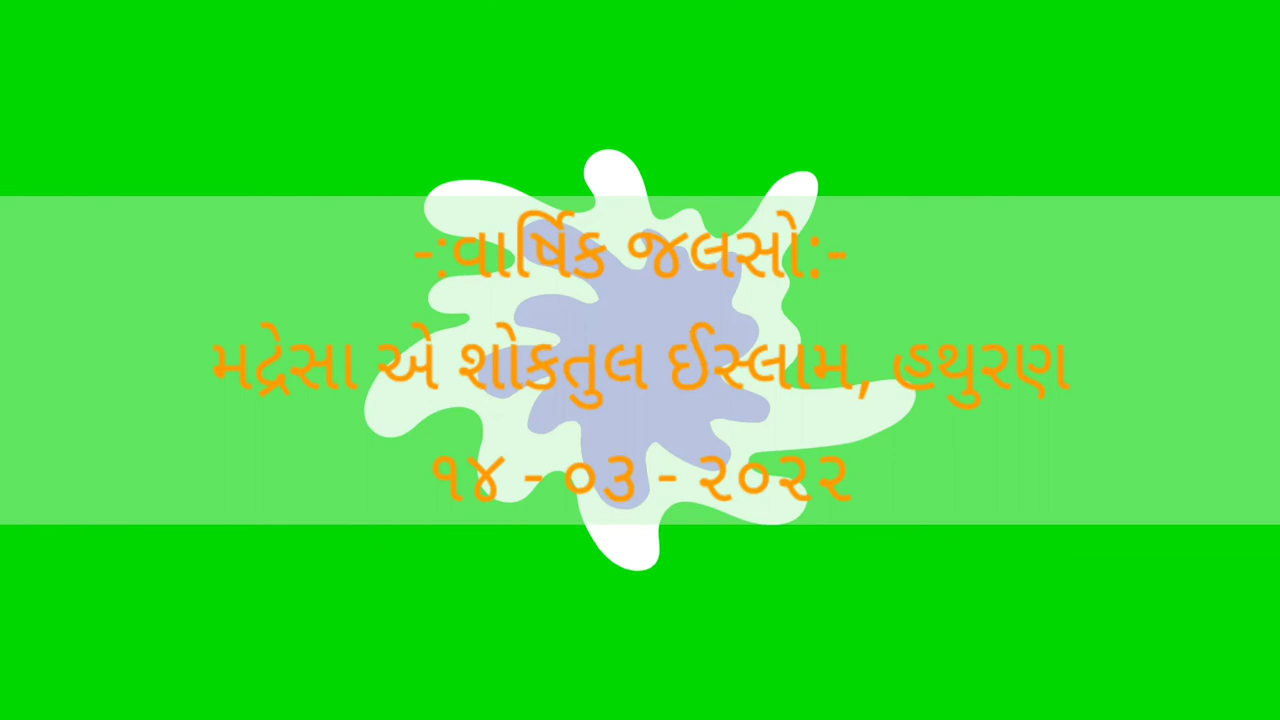 -:વાર્ષિક જલસો:-
મદ્રેસા એ શોકતુલ ઈસ્લામ, હથુરણ
૧૪ - ૦૩ - ૨૦૨૨